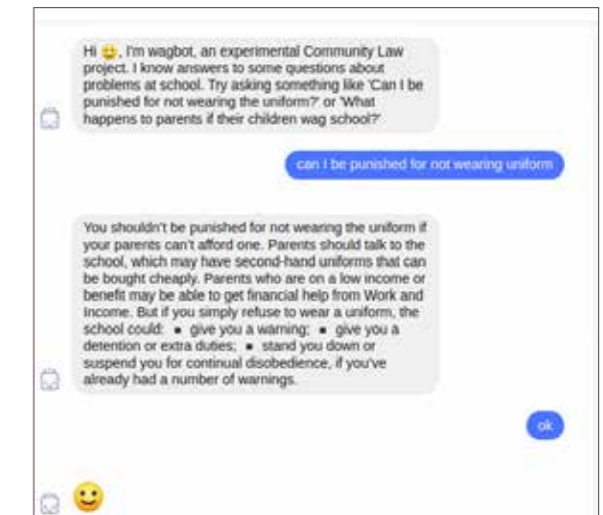 Hi 😀, I'm wagbot, an experimental Community Law
project. I know answers to some questions about
problems at school. Try asking something like 'Can I be
punished for not wearing the uniform?' or 'What
happens to parents if their children wag school?'
can I be punished for not wearing uniform
You shouldn't be punished for not wearing the uniform if
your parents can't afford one. Parents should talk to the
school, which may have second-hand uniforms that can
be bought cheaply. Parents who are on a low income or
benefit may be able to get financial help from Work and
Income. But if you simply refuse to wear a uniform, the
school could: ▪ give you a warning; ▪ give you a
detention or extra duties; ▪ stand you down or
suspend you for continual disobedience, if you've
already had a number of warnings.
ok